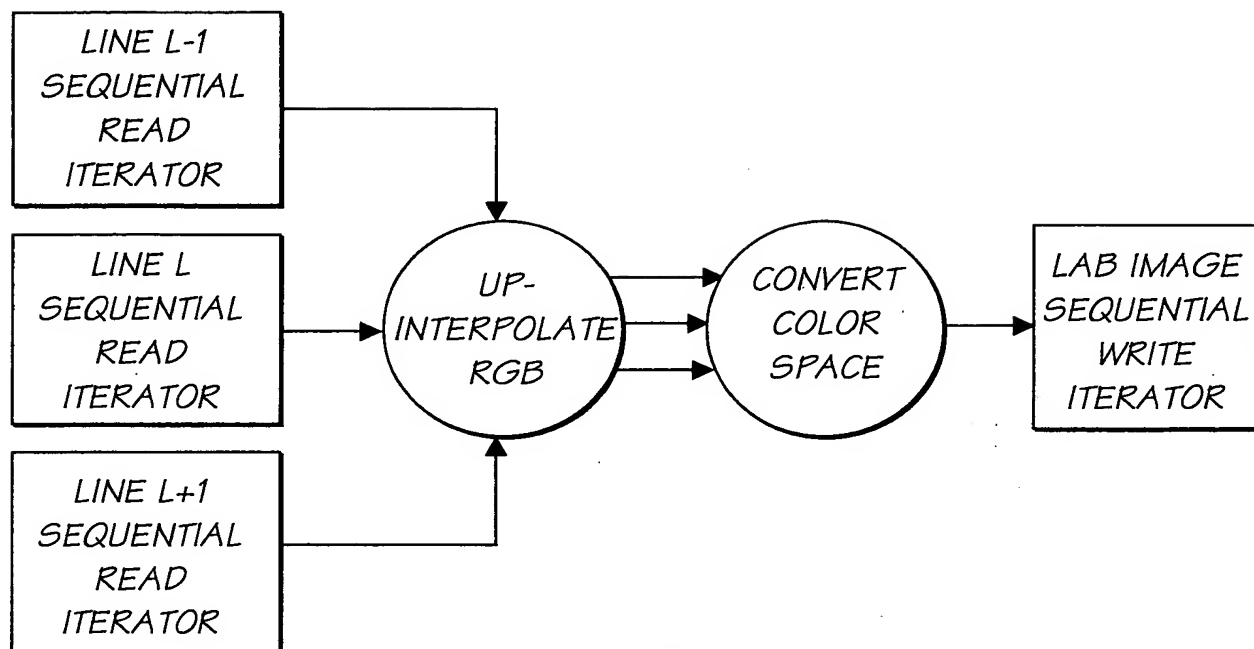 LINE L-1
SEQUENTIAL
READ
ITERATOR
LINE L
SEQUENTIAL
READ
ITERATOR
LINE L+1
SEQUENTIAL
READ
ITERATOR
UP-
INTERPOLATE
RGB
CONVERT
COLOR
SPACE
LAB IMAGE
SEQUENTIAL
WRITE
ITERATOR